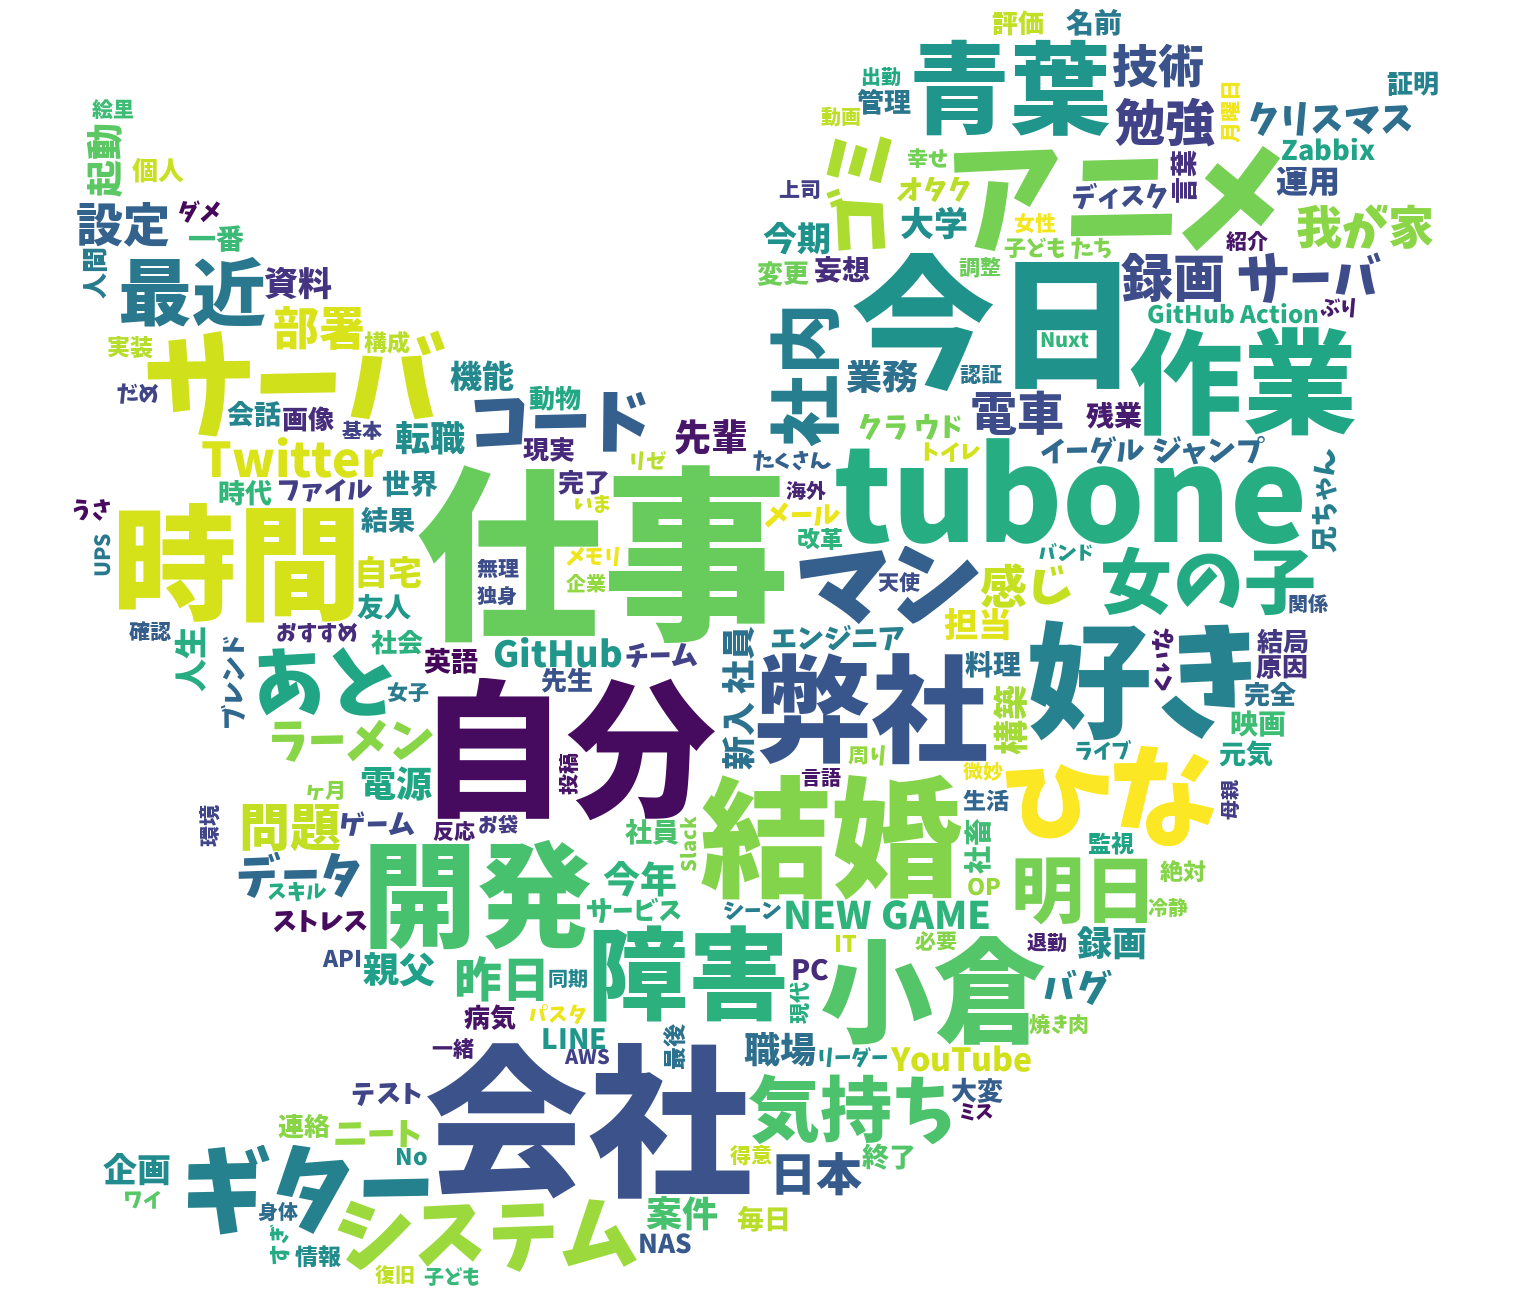 評価
名前
青葉
技術
出勤
管理
証明
絵里
動画
勉強
月曜日
クリスマス
起動
個人
ゴミ
幸せ
アニメ
言葉
Zabbix
運用
上司
オタク
ディスク
設定
ダメ
一番
今期
大学
女性
子どもたち
紹介
我が家
人間
最近
資料
変更
妄想
調整
今日
録画
サーバ
部署
構成
実装
サーバ
社内
Nuxt
GitHub Action
ぶり
作業
だめ
会話
画像
基本
機能
動物
転職
コード
現実
先輩
業務
認証
電車
残業
クラウド
Twitter
時代
ファイル
世界
完了
リゼ
たくさん
トイレ
イーグルジャンプ
兄ちゃん
うさ
UPS
時間
結果
仕事
いま
海外
メール
改革
tubone
自宅
友人
無理
独身
メモリ
企業
マン
天使
バンド
感じ
女の子
関係
確認
人生
ブレンド
おすすめ
社会
英語
GitHub
チーム
新入社員
エンジニア
担当
料理
好き
くいな
結局
原因
あと
女子
先生
自分
弊社
構築
完全
映画
ラーメン
投稿
周り
言語
微妙
ライブ
元気
ケ月
電源
ひな
母親
環境
問題
ゲーム
反応
お袋
社員
Slack
結婚
生活
社畜
監視
データ
スキル
開発
今年
サービス
シーン
NEW GAME
OP
明日
絶対
冷静
ストレス
API
親父
昨日
同期
障害
PC
IT
必要
小倉
退勤
録画
バグ
現代
焼き肉
病気
パスタ
LINE
AWS
最後
職場
リーダー
YouTube
一緒
会社
気持ち
大変
ミス
テスト
連絡
ニート
No
得意
日本
終了
企画
ワイ
ギター
身体
すぎ
情報
システム
案件
毎日
NAS
復旧
子ども